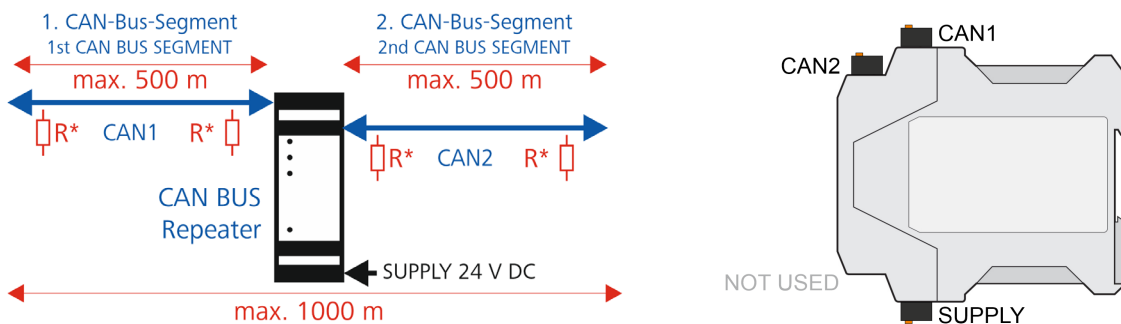 1. CAN-Bus-Segment
1st CAN BUS SEGMENT
max. 500 m
2. CAN-Bus-Segment
2nd CAN BUS SEGMENT
max. 500 m
R* CAN1 R*
R* CAN2 R*
CAN BUS
Repeater
SUPPLY 24 V DC
max. 1000 m
CAN1
CAN2
NOT USED
SUPPLY